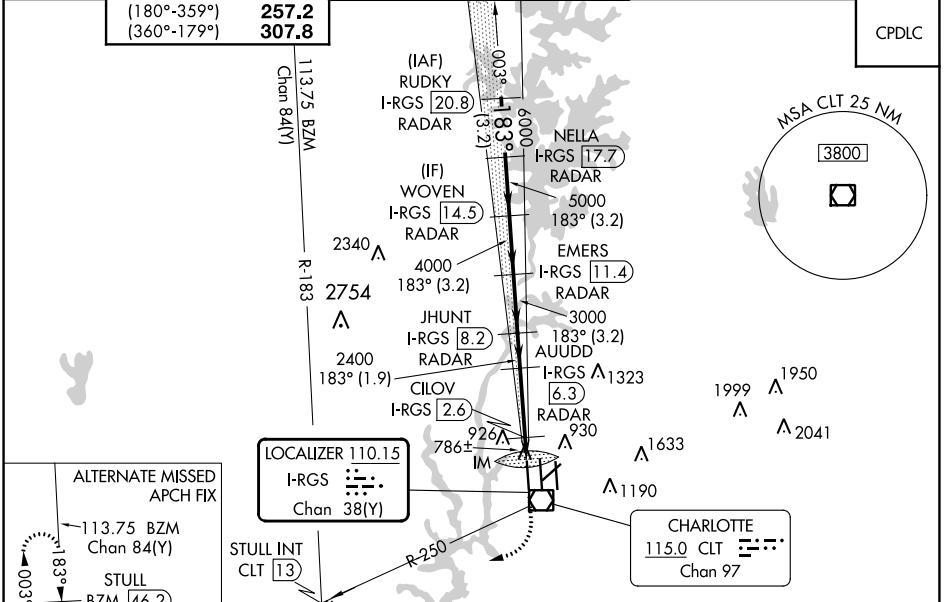 (180°-359°) 257.2
(360°-179°) 307.8
CPDLC
113.75 BZM
Chan 84(Y)
R-183
(IAF)
RUDKY
I-RGS 20.8
RADAR
003°
183°
(3.2)
6000
NELLA
I-RGS 17.7
RADAR
MSA CLT 25 NM
3800
(IF)
WOVEN
I-RGS 14.5
RADAR
5000
183° (3.2)
2340
4000
183° (3.2)
EMERS
I-RGS 11.4
RADAR
2754
JHUNT
I-RGS 8.2
RADAR
3000
183° (3.2)
2400
183° (1.9)
AUUDD
I-RGS
6.3
RADAR
1323
1999
1950
2041
CILOV
I-RGS 2.6
926
930
786±
IM
1633
1190
LOCALIZER 110.15
I-RGS
Chan 38(Y)
ALTERNATE MISSED
APCH FIX
113.75 BZM
Chan 84(Y)
183°
003°
STULL
BZM 46.2
STULL INT
CLT 13
R-250
CHARLOTTE
115.0 CLT
Chan 97